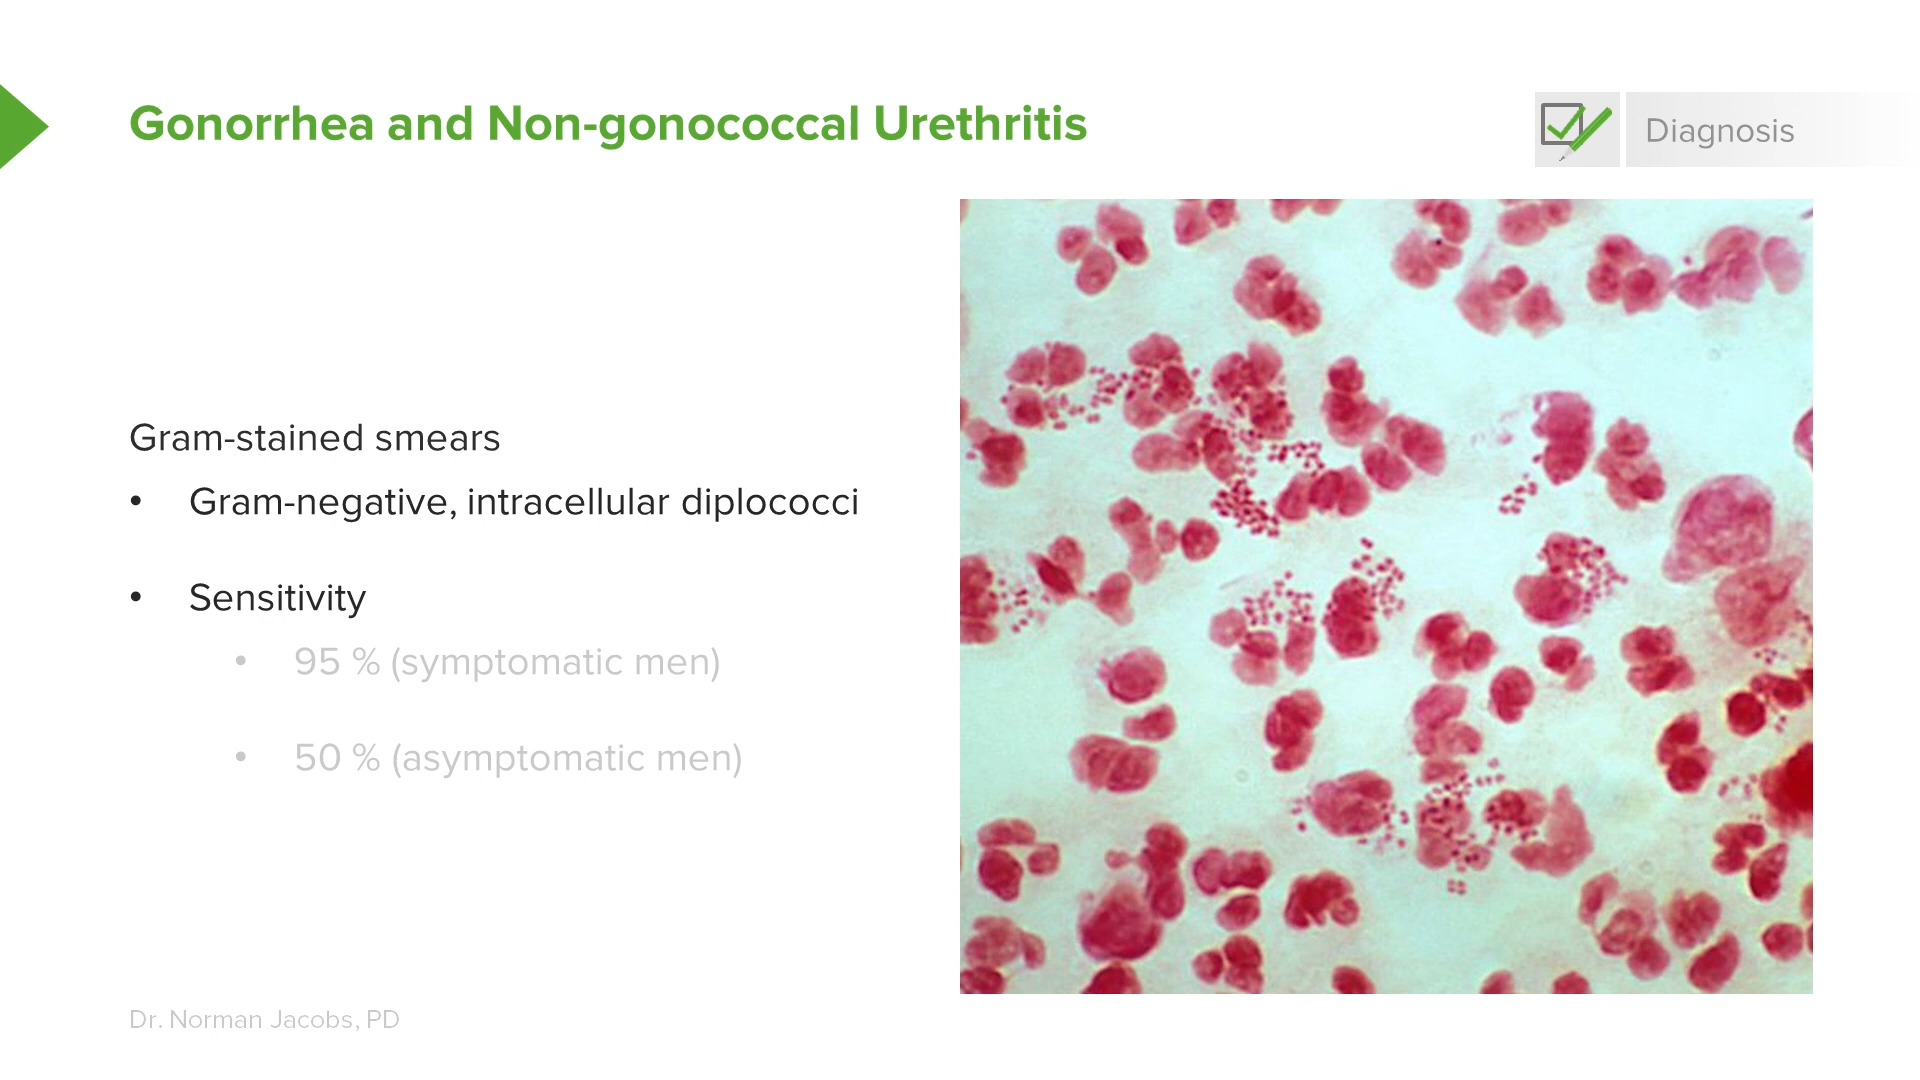 Gonorrhea and Non-gonococcal Urethritis
Diagnosis
Gram-stained smears
• Gram-negative, intracellular diplococci
• Sensitivity
• 95 % (symptomatic men)
• 50 % (asymptomatic men)
Dr. Norman Jacobs, PD